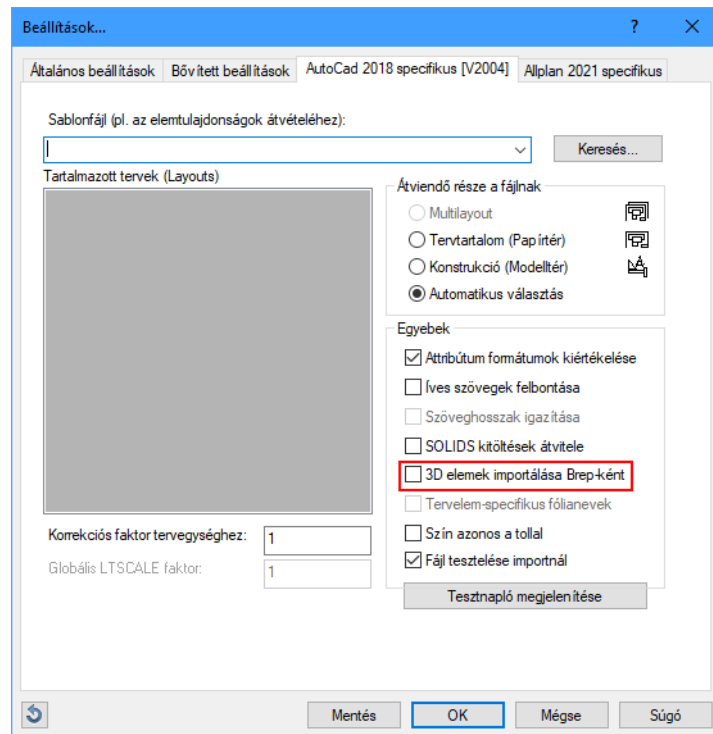 Beállítások...
?
Általános beállítások
Bővített beállítások
AutoCad 2018 specifikus [V2004]
Allplan 2021 specifikus
Sablonfájl (pl. az elemtulajdonságok átvételéhez):
Keresés...
Tartalmazott tervek (Layouts)
Átviendő része a fájlnak
Multilayout
Tervtartalom (Papírtér)
Konstrukció (Modelltér)
Automatikus választás
Egyebek
Attribútum formátumok kiértékelése
Íves szövegek felbontása
Szöveghosszak igazítása
SOLIDS kitöltések átvitele
3D elemek importálása Brep-ként
Tervelem-specifikus fólianevek
Szín azonos a tollal
Fájl tesztelése importnál
Tesztnapló megjelenítése
Korrekciós faktor tervegységhez:
1
Globális LTSCALE faktor:
1
Mentés
OK
Mégse
Súgó